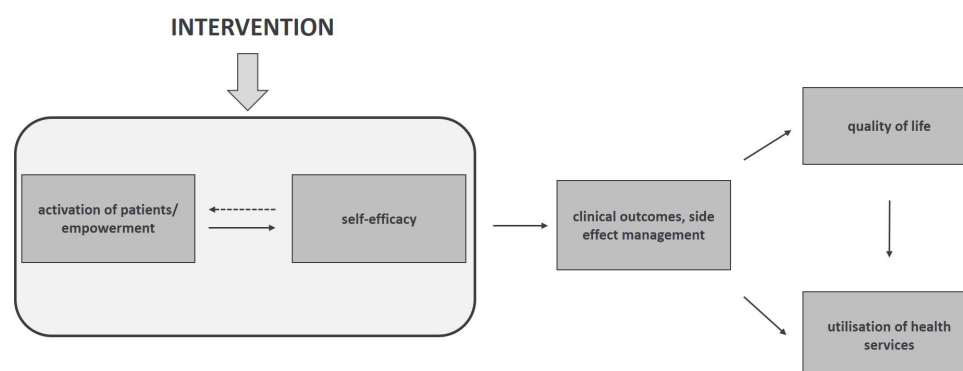 INTERVENTION
activation of patients/
empowerment
self-efficacy
clinical outcomes, side
effect management
quality of life
utilisation of health
services